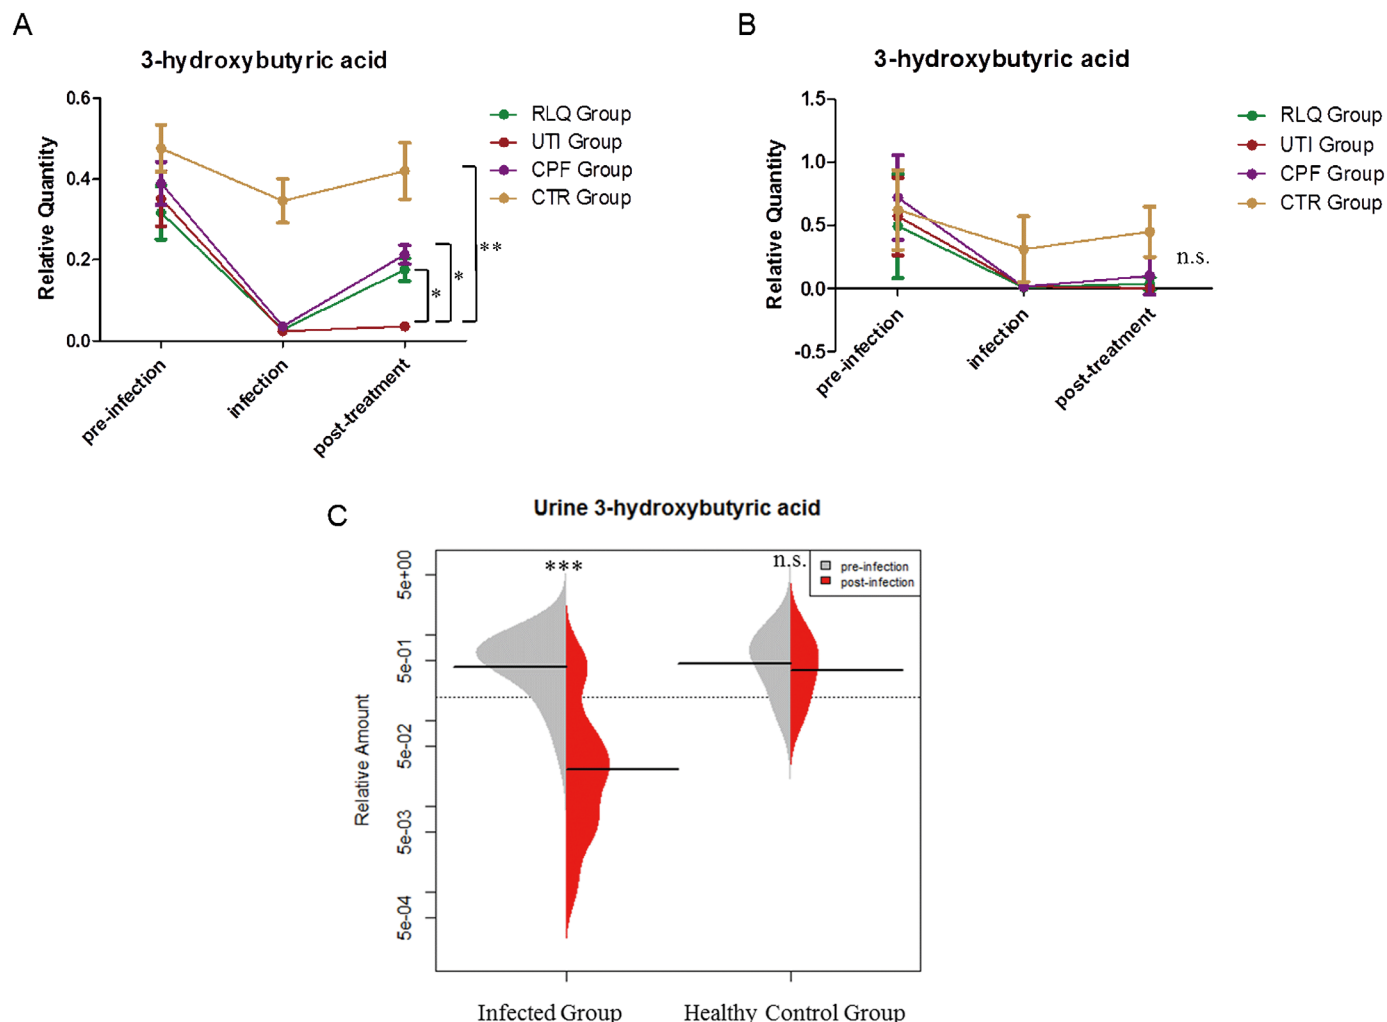 A
3-hydroxybutyric acid
Relative Quantity
0.6
0.4
0.2
0.0
pre-infection
infection
post-treatment
*
*
**
RLQ Group
UTI Group
CPF Group
CTR Group
B
3-hydroxybutyric acid
Relative Quantity
1.5
1.0
0.5
0.0
-0.5
pre-infection
infection
post-treatment
n.s.
RLQ Group
UTI Group
CPF Group
CTR Group
C
Urine 3-hydroxybutyric acid
Relative Amount
5e+00
5e-01
5e-02
5e-03
5e-04
***
n.s.
pre-infection
post-infection
Infected Group
Healthy Control Group